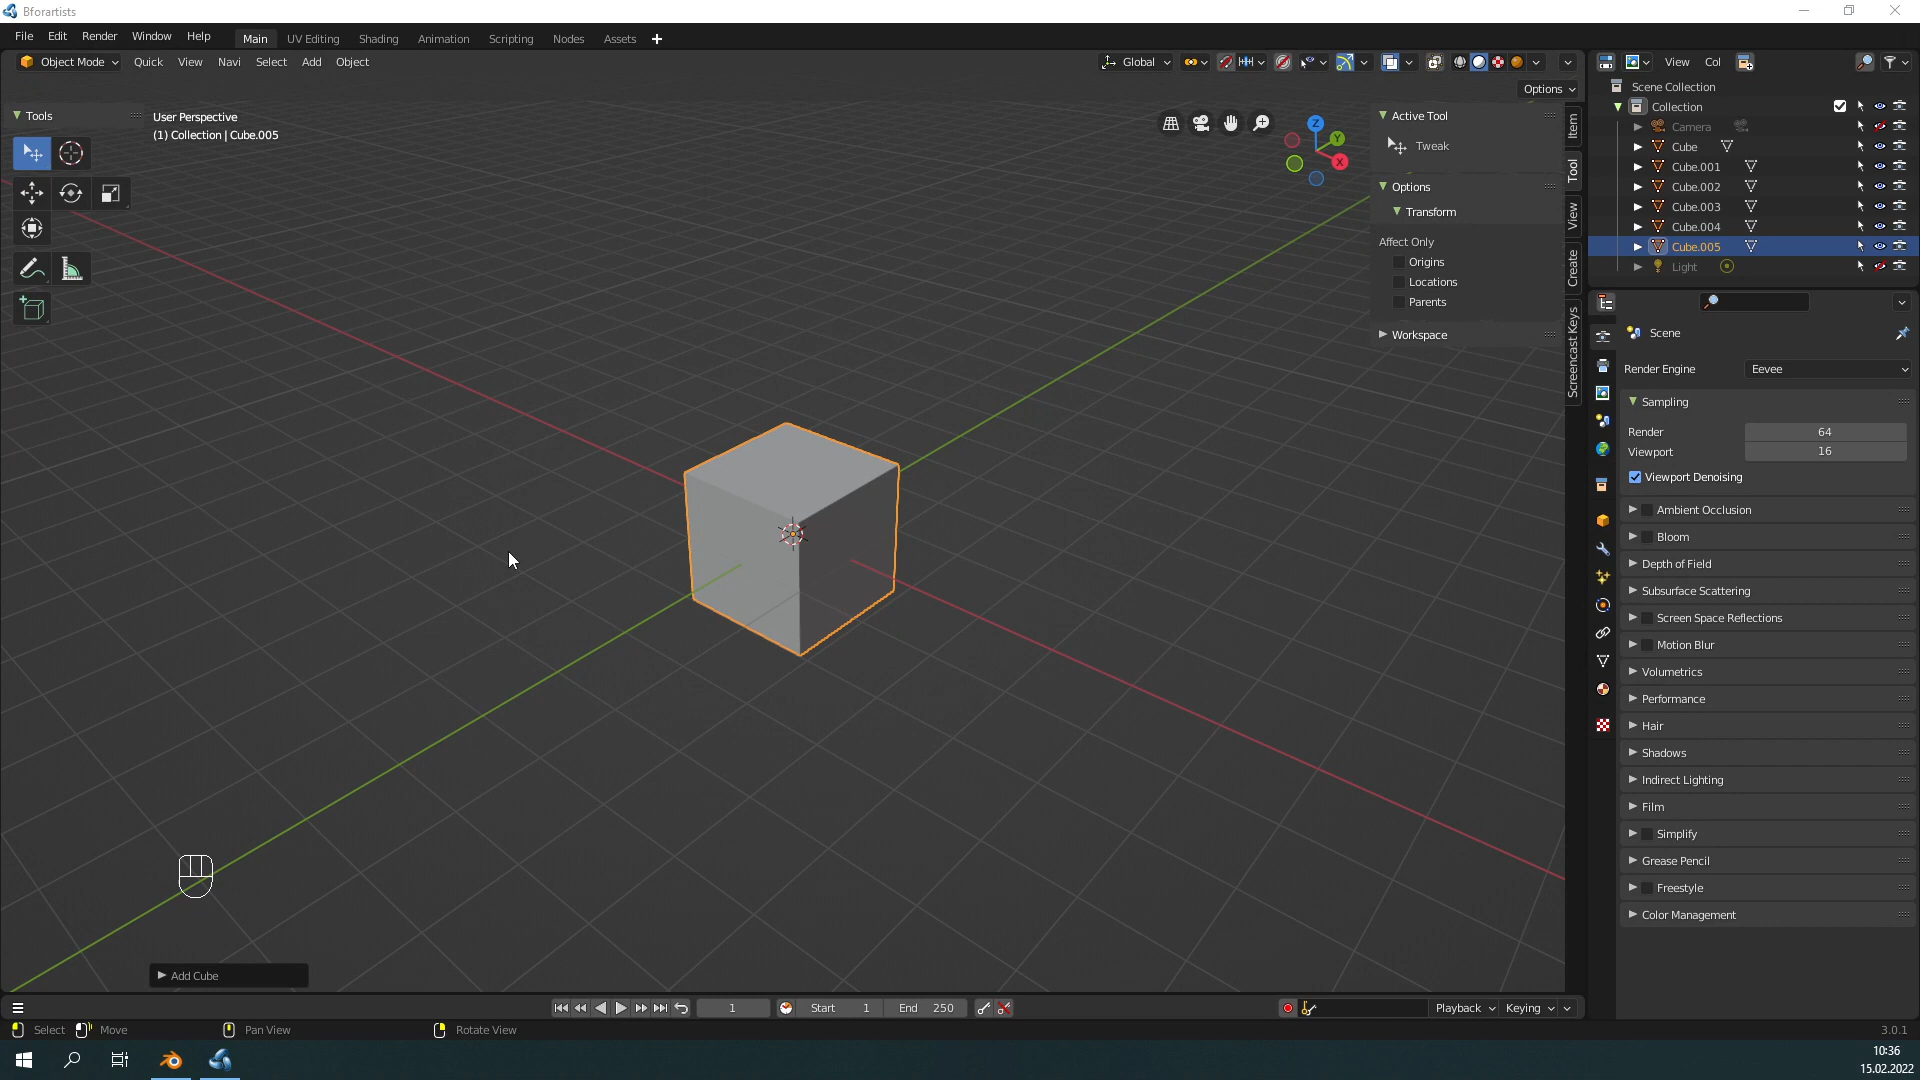 Bforartists
File Edit Render Window Help Main UV Editing Shading Animation Scripting Nodes Assets +
Object Mode Quick View Navi Select Add Object Global
Options
Tools
User Perspective
(1) Collection | Cube.005
Z
Y
X
Active Tool
Tweak
Options
Transform
Affect Only
Origins
Locations
Parents
Workspace
Item
Tool
View
Create
Screencast Keys
View Col
Scene Collection
Collection
Camera
Cube
Cube.001
Cube.002
Cube.003
Cube.004
Cube.005
Light
Scene
Render Engine Eevee
Sampling
Render 64
Viewport 16
Viewport Denoising
Ambient Occlusion
Bloom
Depth of Field
Subsurface Scattering
Screen Space Reflections
Motion Blur
Volumetrics
Performance
Hair
Shadows
Indirect Lighting
Film
Simplify
Grease Pencil
Freestyle
Color Management
Add Cube
1 Start 1 End 250 Playback Keying
Select Move Pan View Rotate View 3.0.1
10:36
15.02.2022